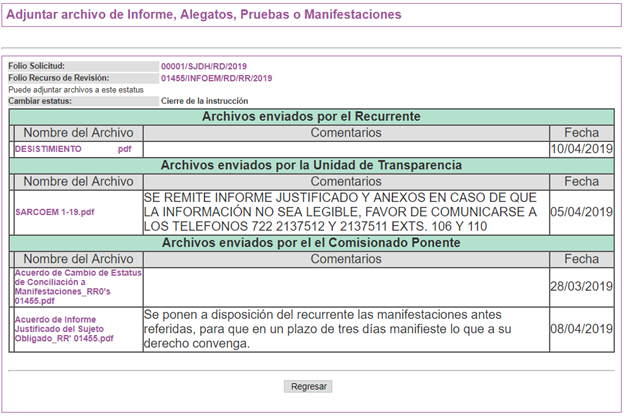 Adjuntar archivo de Informe, Alegatos, Pruebas o Manifestaciones
Folio Solicitud: 00001/SJDH/RD/2019
Folio Recurso de Revisión: 01455/INFOEM/RD/RR/2019
Puede adjuntar archivos a este estatus
Cambiar estatus: Cierre de la instrucción
Archivos enviados por el Recurrente
Nombre del Archivo Comentarios Fecha
DESISTIMIENTO .pdf 10/04/2019
Archivos enviados por la Unidad de Transparencia
Nombre del Archivo Comentarios Fecha
SARCOEM 1-19.pdf SE REMITE INFORME JUSTIFICADO Y ANEXOS EN CASO DE QUE
LA INFORMACIÓN NO SEA LEGIBLE, FAVOR DE COMUNICARSE A
LOS TELEFONOS 722 2137512 Y 2137511 EXTS. 106 Y 110
05/04/2019
Archivos enviados por el el Comisionado Ponente
Nombre del Archivo Comentarios Fecha
Acuerdo de Cambio de Estatus
de Conciliación a
Manifestaciones_RR0's
01455.pdf
28/03/2019
Acuerdo de Informe
Justificado del Sujeto
Obligado_RR' 01455.pdf
Se ponen a disposición del recurrente las manifestaciones antes
referidas, para que en un plazo de tres días manifieste lo que a su
derecho convenga.
08/04/2019
Regresar